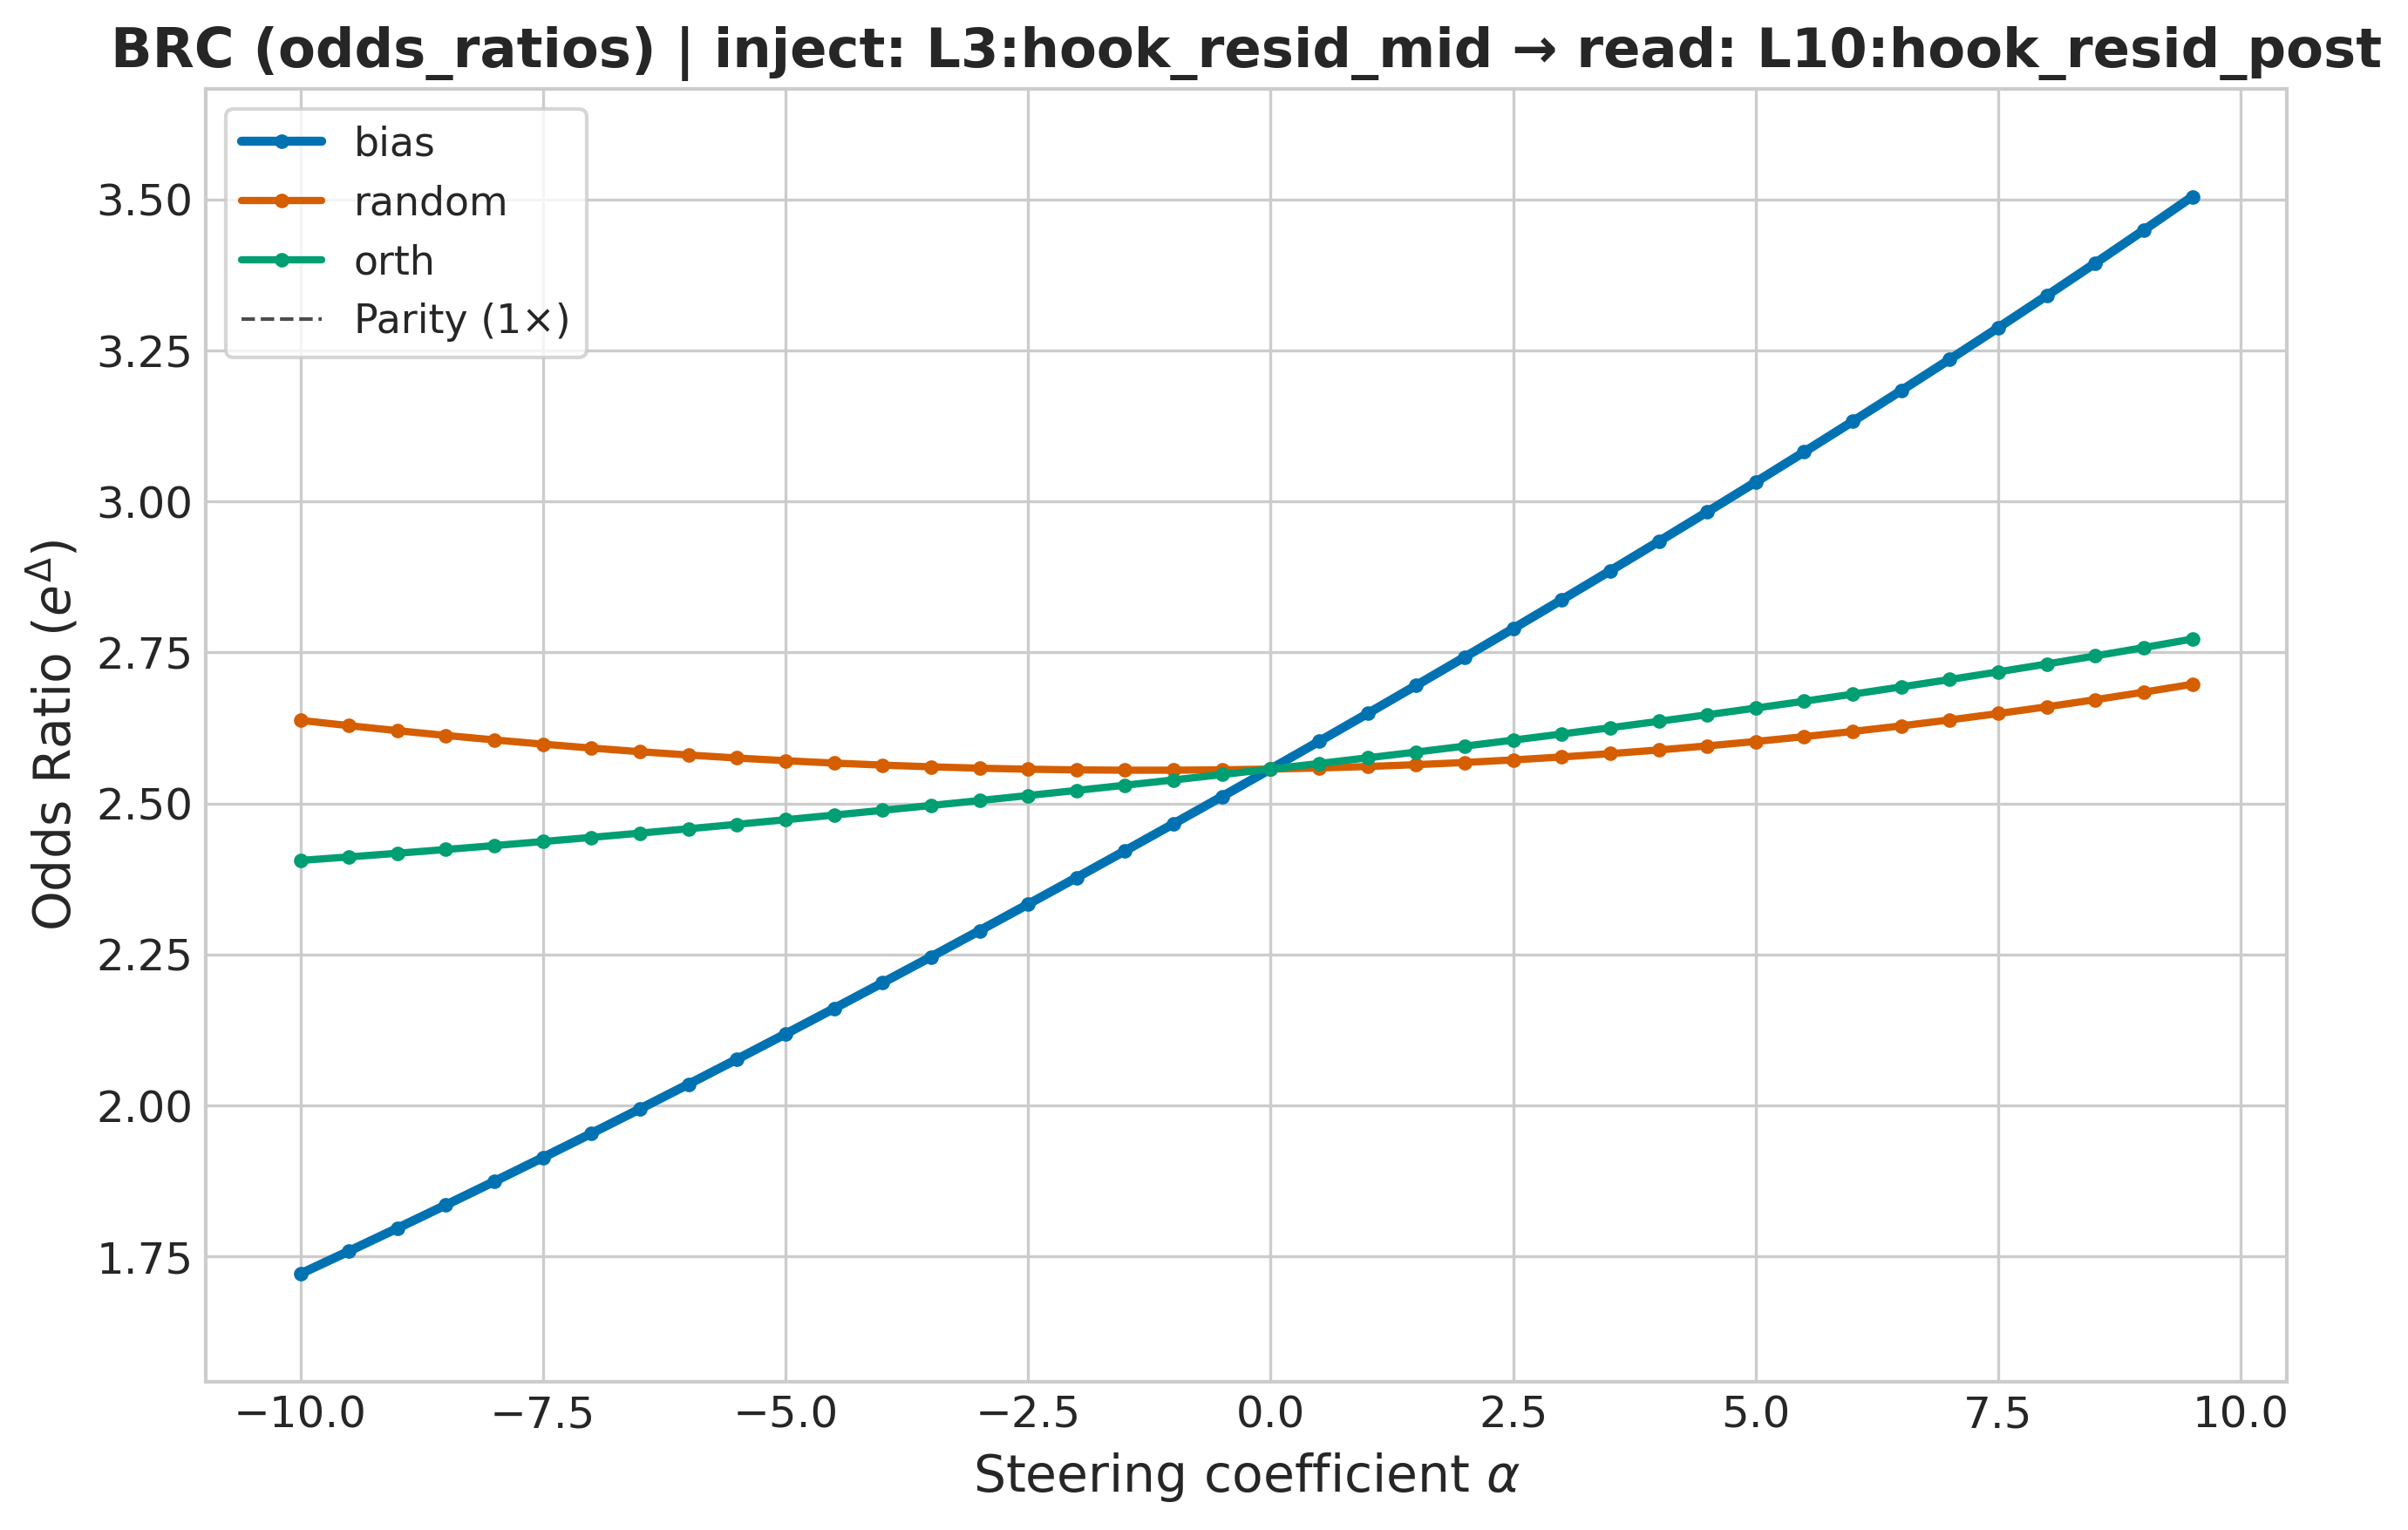 BRC (odds_ratios) | inject: L3:hook_resid_mid → read: L10:hook_resid_post
bias
random
orth
Parity (1×)
Odds Ratio (e^Δ)
3.50
3.25
3.00
2.75
2.50
2.25
2.00
1.75
−10.0 −7.5 −5.0 −2.5 0.0 2.5 5.0 7.5 10.0
Steering coefficient α